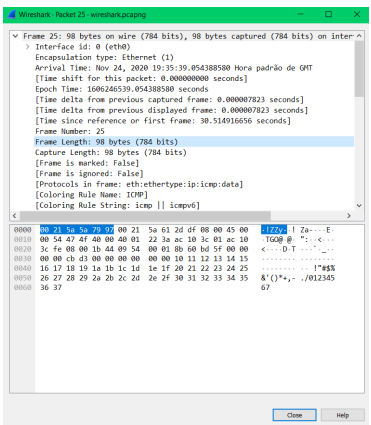 Wireshark · Packet 25 · wireshark.pcapng
Frame 25: 98 bytes on wire (784 bits), 98 bytes captured (784 bits) on inter
Interface id: 0 (eth0)
Encapsulation type: Ethernet (1)
Arrival Time: Nov 24, 2020 19:35:39.054388580 Hora padrão de GMT
[Time shift for this packet: 0.000000000 seconds]
Epoch Time: 1606246539.054388580 seconds
[Time delta from previous captured frame: 0.000007823 seconds]
[Time delta from previous displayed frame: 0.000007823 seconds]
[Time since reference or first frame: 30.514916656 seconds]
Frame Number: 25
Frame Length: 98 bytes (784 bits)
Capture Length: 98 bytes (784 bits)
[Frame is marked: False]
[Frame is ignored: False]
[Protocols in frame: eth:ethertype:ip:icmp:data]
[Coloring Rule Name: ICMP]
[Coloring Rule String: icmp || icmpv6]
0000 00 21 5a 5a 79 97 00 21 5a 61 2d df 08 00 45 00 ·!ZZy··! Za-···E·
0010 00 54 47 4f 40 00 40 01 22 3a ac 10 3c 01 ac 10 ·TGO@·@· ":··<···
0020 3c fe 08 00 1b 44 09 54 00 01 8b 60 bd 5f 00 00 <····D·T ···`·_··
0030 00 00 cb d3 00 00 00 00 00 00 10 11 12 13 14 15 ········ ········
0040 16 17 18 19 1a 1b 1c 1d 1e 1f 20 21 22 23 24 25 ········ ·· !"#$%
0050 26 27 28 29 2a 2b 2c 2d 2e 2f 30 31 32 33 34 35 &'()*+,- ./012345
0060 36 37 67
Close Help